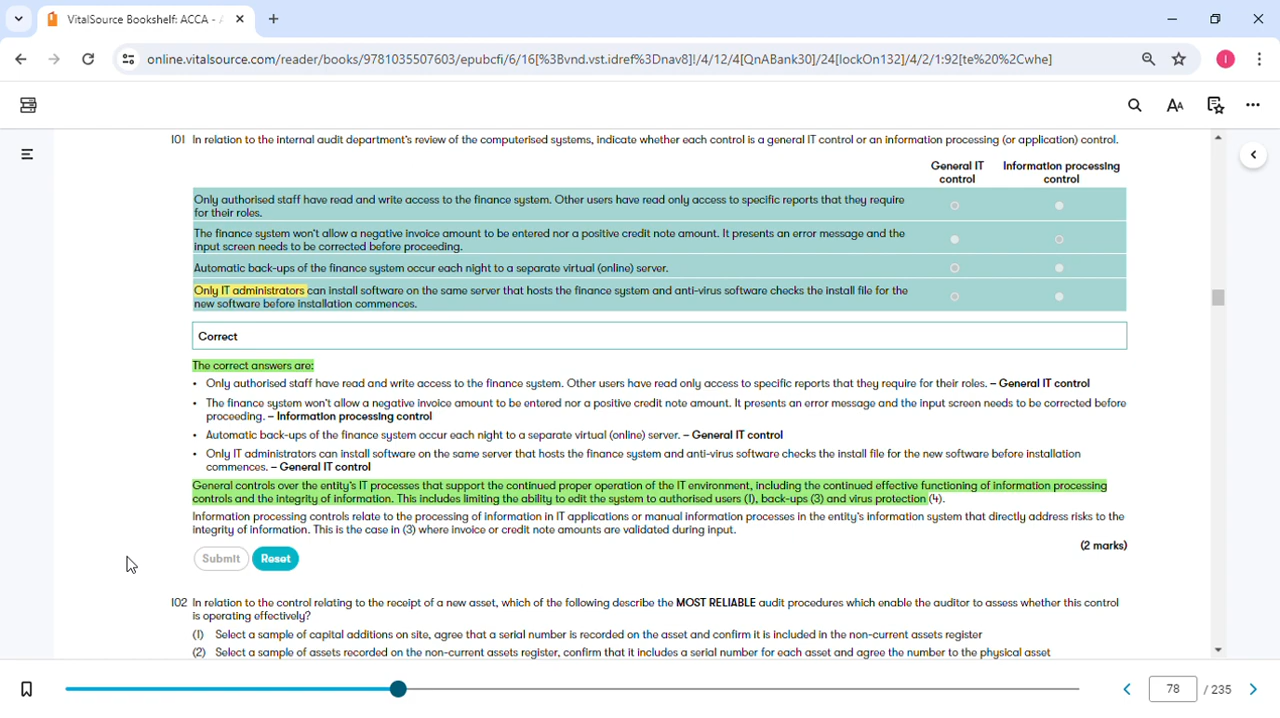 VitalSource Bookshelf: ACCA -
online.vitalsource.com/reader/books/9781035507603/epubcfi/6/16[%3Bvnd.vst.idref%3Dnav8]!/4/12/4[QnABank30]/24[lockOn132]/4/2/1:92[te%20%2Cwhe]
I
AA
101 In relation to the internal audit department's review of the computerised systems, indicate whether each control is a general IT control or an information processing (or application) control.
General IT control
Information processing control
Only authorised staff have read and write access to the finance system. Other users have read only access to specific reports that they require
for their roles.
The finance system won't allow a negative invoice amount to be entered nor a positive credit note amount. It presents an error message and the
input screen needs to be corrected before proceeding.
Automatic back-ups of the finance system occur each night to a separate virtual (online) server.
Only IT administrators can install software on the same server that hosts the finance system and anti-virus software checks the install file for the
new software before installation commences.
Correct
The correct answers are:
• Only authorised staff have read and write access to the finance system. Other users have read only access to specific reports that they require for their roles. – General IT control
• The finance system won't allow a negative invoice amount to be entered nor a positive credit note amount. It presents an error message and the input screen needs to be corrected before
proceeding. – Information processing control
• Automatic back-ups of the finance system occur each night to a separate virtual (online) server. – General IT control
• Only IT administrators can install software on the same server that hosts the finance system and anti-virus software checks the install file for the new software before installation
commences. – General IT control
General controls over the entity's IT processes that support the continued proper operation of the IT environment, including the continued effective functioning of information processing
controls and the integrity of information. This includes limiting the ability to edit the system to authorised users (1), back-ups (3) and virus protection (4).
Information processing controls relate to the processing of information in IT applications or manual information processes in the entity's information system that directly address risks to the
integrity of information. This is the case in (3) where invoice or credit note amounts are validated during input.
(2 marks)
Submit Reset
102 In relation to the control relating to the receipt of a new asset, which of the following describe the MOST RELIABLE audit procedures which enable the auditor to assess whether this control
is operating effectively?
(1) Select a sample of capital additions on site, agree that a serial number is recorded on the asset and confirm it is included in the non-current assets register
(2) Select a sample of assets recorded on the non-current assets register, confirm that it includes a serial number for each asset and agree the number to the physical asset
78 / 235